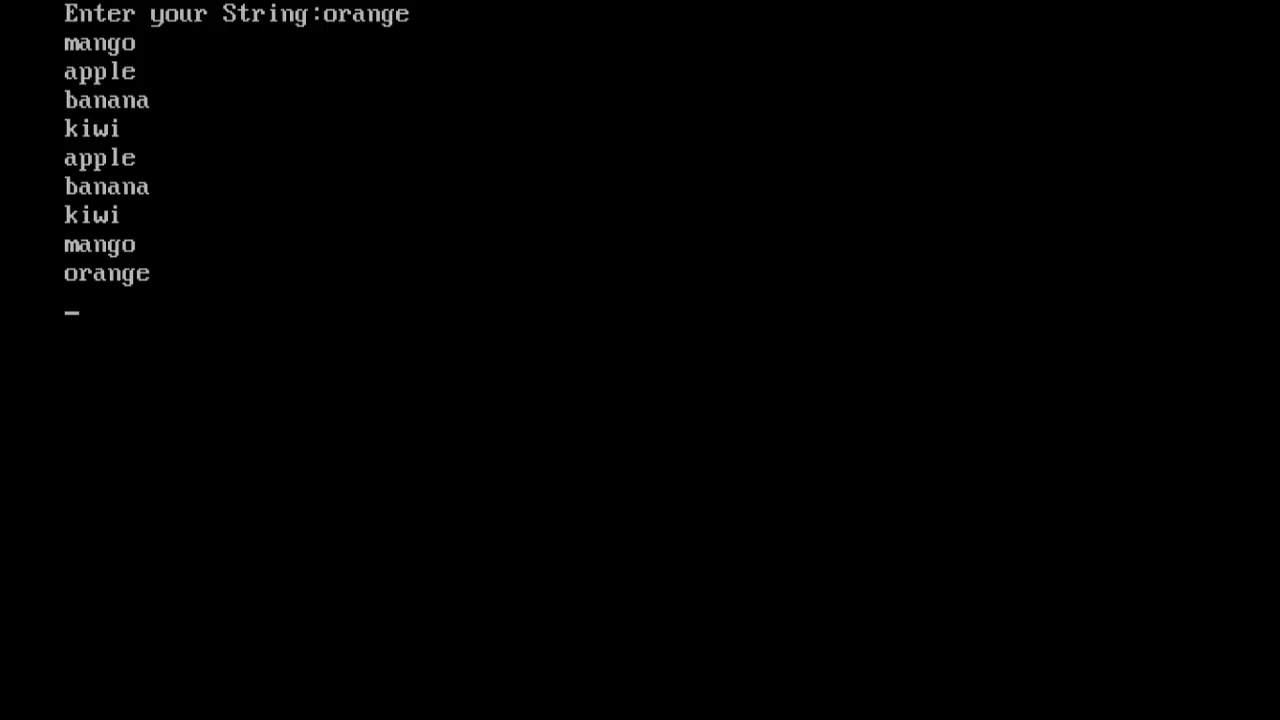 Enter your String:orange
mango
apple
banana
kiwi
apple
banana
kiwi
mango
orange
_